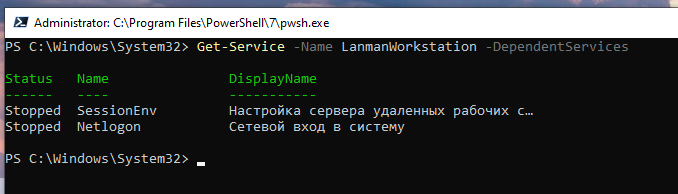 Administrator: C:\Program Files\PowerShell\7\pwsh.exe
PS C:\Windows\System32> Get-Service -Name LanmanWorkstation -DependentServices
Status   Name               DisplayName
------   ----               -----------
Stopped  SessionEnv         Настройка сервера удаленных рабочих с…
Stopped  Netlogon           Сетевой вход в систему
PS C:\Windows\System32>